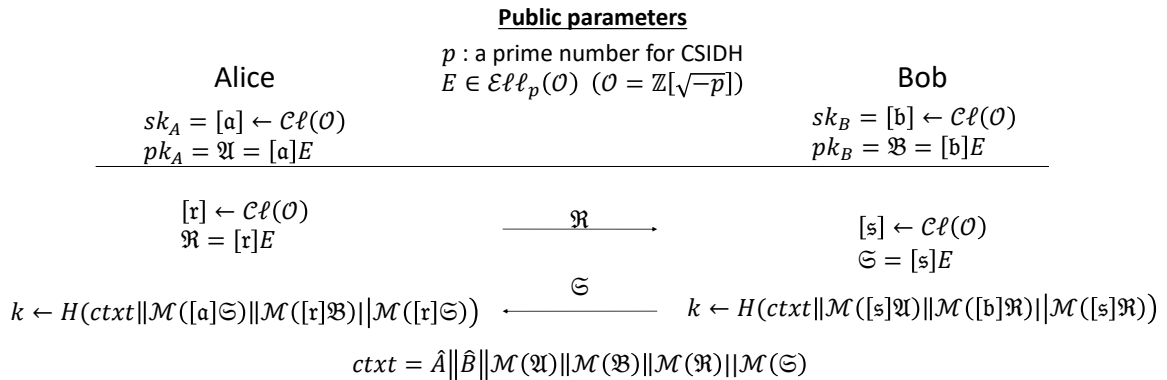 Public parameters
𝑝 : a prime number for CSIDH
𝐸 ∈ ℰℓℓ_𝑝(𝒪) (𝒪 = ℤ[√−𝑝])
Alice
Bob
𝑠𝑘_𝐴 = [𝔞] ← 𝒞ℓ(𝒪)
𝑝𝑘_𝐴 = 𝔄 = [𝔞]𝐸
𝑠𝑘_𝐵 = [𝔟] ← 𝒞ℓ(𝒪)
𝑝𝑘_𝐵 = 𝔅 = [𝔟]𝐸
[𝔯] ← 𝒞ℓ(𝒪)
ℜ = [𝔯]𝐸
ℜ
[𝔰] ← 𝒞ℓ(𝒪)
𝔖 = [𝔰]𝐸
𝔖
𝑘 ← 𝐻(𝑐𝑡𝑥𝑡‖ℳ([𝔞]𝔖)‖ℳ([𝔯]𝔅)||ℳ([𝔯]𝔖))
𝑘 ← 𝐻(𝑐𝑡𝑥𝑡‖ℳ([𝔰]𝔄)‖ℳ([𝔟]ℜ)||ℳ([𝔰]ℜ))
𝑐𝑡𝑥𝑡 = Â‖B̂‖ℳ(𝔄)‖ℳ(𝔅)‖ℳ(ℜ)||ℳ(𝔖)